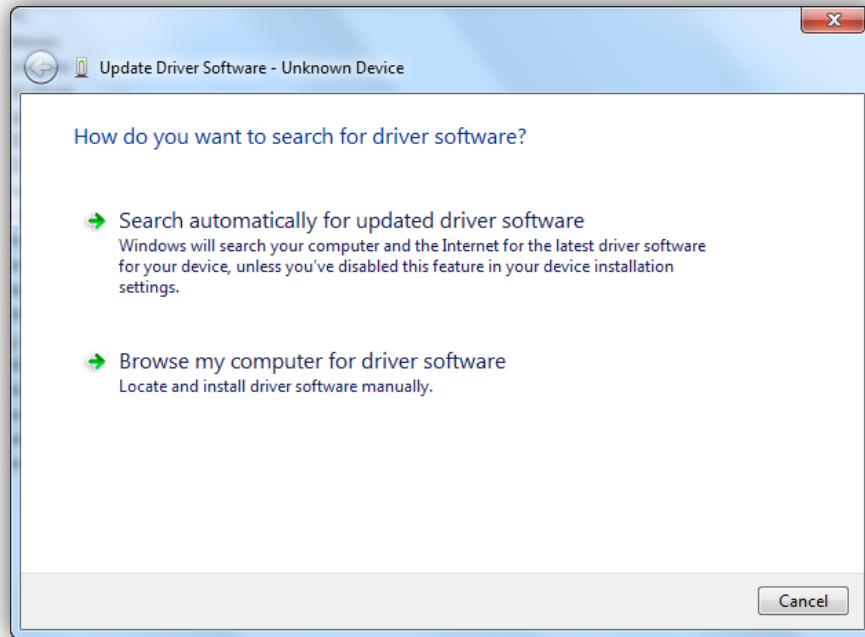 Update Driver Software - Unknown Device
How do you want to search for driver software?
Search automatically for updated driver software
Windows will search your computer and the Internet for the latest driver software
for your device, unless you've disabled this feature in your device installation
settings.
Browse my computer for driver software
Locate and install driver software manually.
Cancel